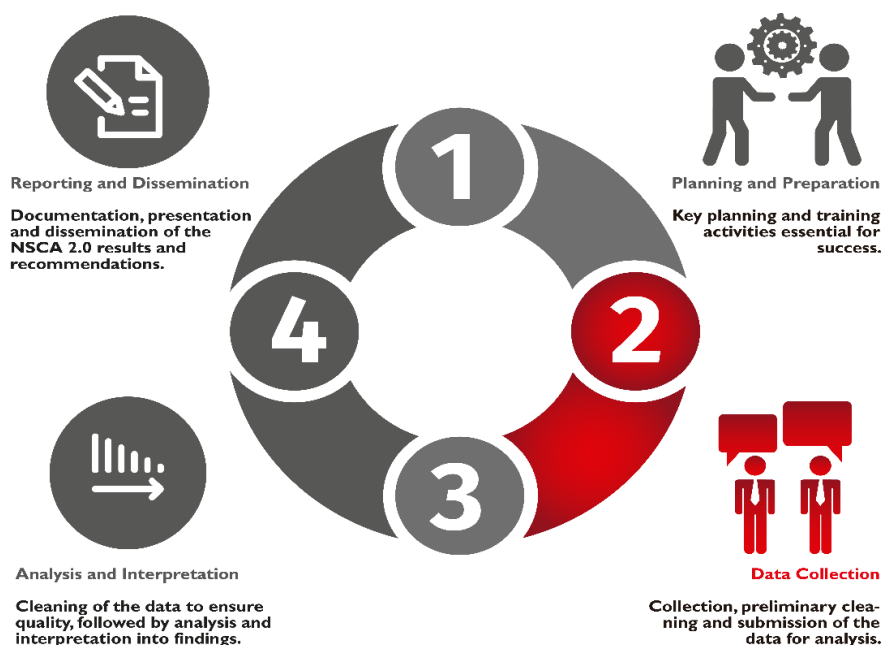 1
Planning and Preparation
Key planning and training
activities essential for
success.
2
Data Collection
Collection, preliminary clea-
ning and submission of the
data for analysis.
3
Analysis and Interpretation
Cleaning of the data to ensure
quality, followed by analysis and
interpretation into findings.
4
Reporting and Dissemination
Documentation, presentation
and dissemination of the
NSCA 2.0 results and
recommendations.